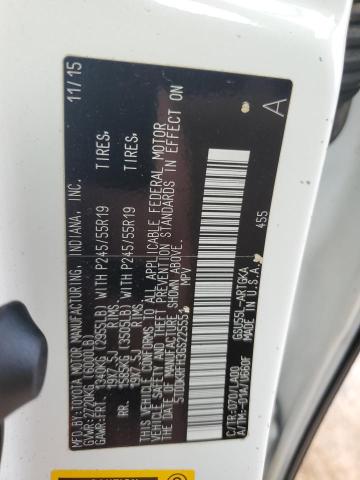 MFD. BY: TOYOTA MOTOR MANUFACTURING, INDIANA, INC. 11/15
GVWR: 2720KG ( 6000LB)
GAWR: FRT. 1340KG ( 2955LB) WITH P245/55R19 TIRES.
19X7.5J RIMS,
RR. 1585KG ( 3505LB) WITH P245/55R19 TIRES.
19X7.5J RIMS,
THIS VEHICLE CONFORMS TO ALL APPLICABLE FEDERAL MOTOR
VEHICLE SAFETY AND THEFT PREVENTION STANDARDS IN EFFECT ON
THE DATE OF MANUFACTURE SHOWN ABOVE.
MPV
A
455
C/TR:070/LA00 GSU55L-ARTGKA
A/TM:-01A/U660F MADE IN U.S.A.
CAUTION